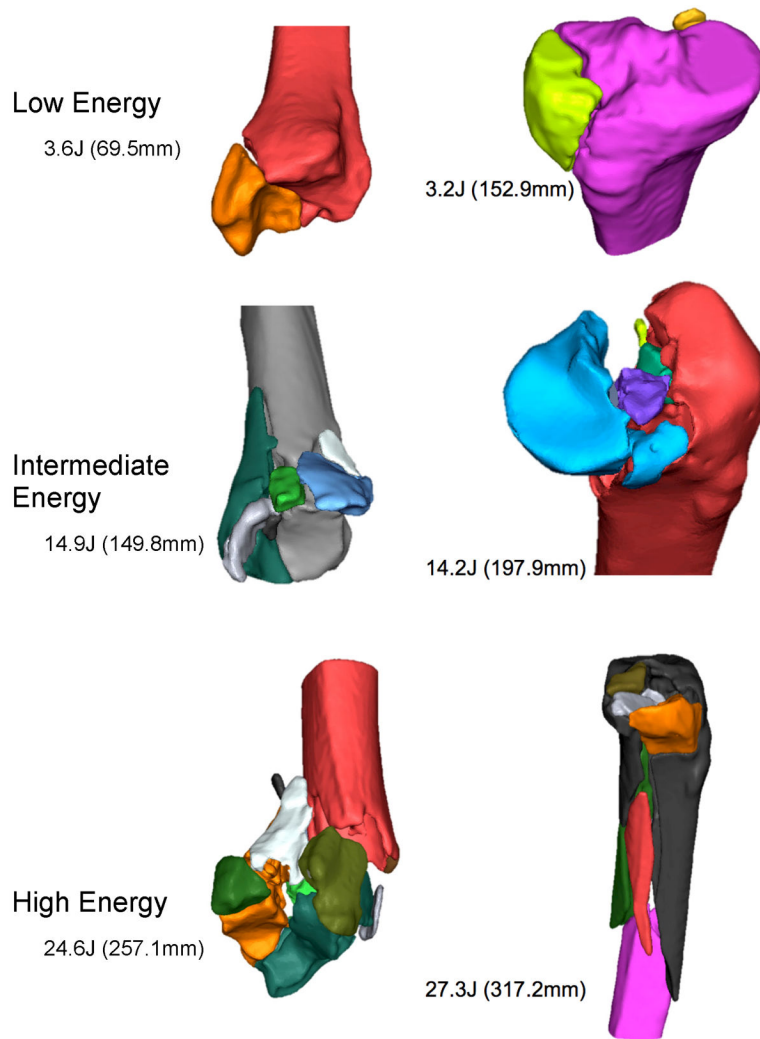 Low Energy
3.6J (69.5mm)
3.2J (152.9mm)
Intermediate
Energy
14.9J (149.8mm)
14.2J (197.9mm)
High Energy
24.6J (257.1mm)
27.3J (317.2mm)